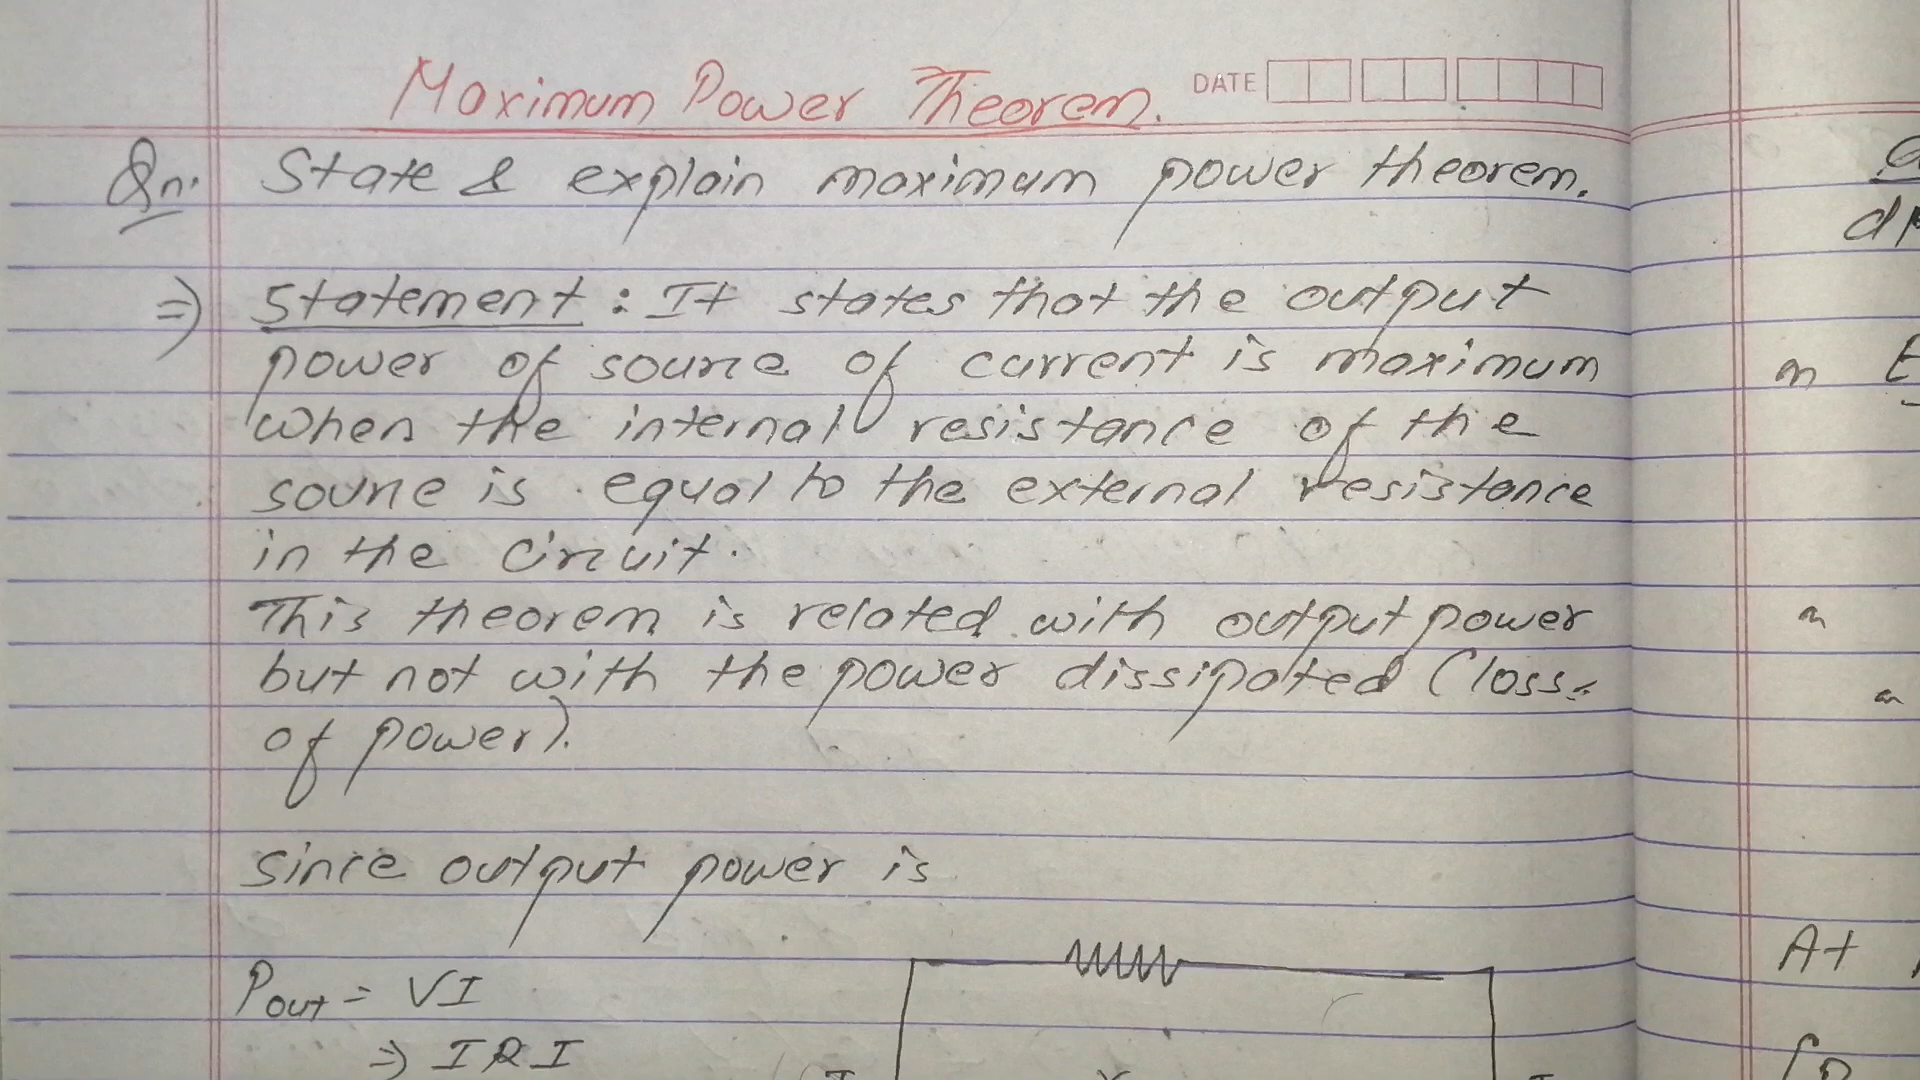 Maximum Power Theorem.
DATE
Qn. State & explain maximum power theorem.
⇒ Statement : It states that the output
power of source of current is maximum
when the internal resistance of the
source is equal to the external resistance
in the circuit.
This theorem is related with output power
but not with the power dissipated (loss
of power).
since output power is
Pout = VI
⇒ IRI
At